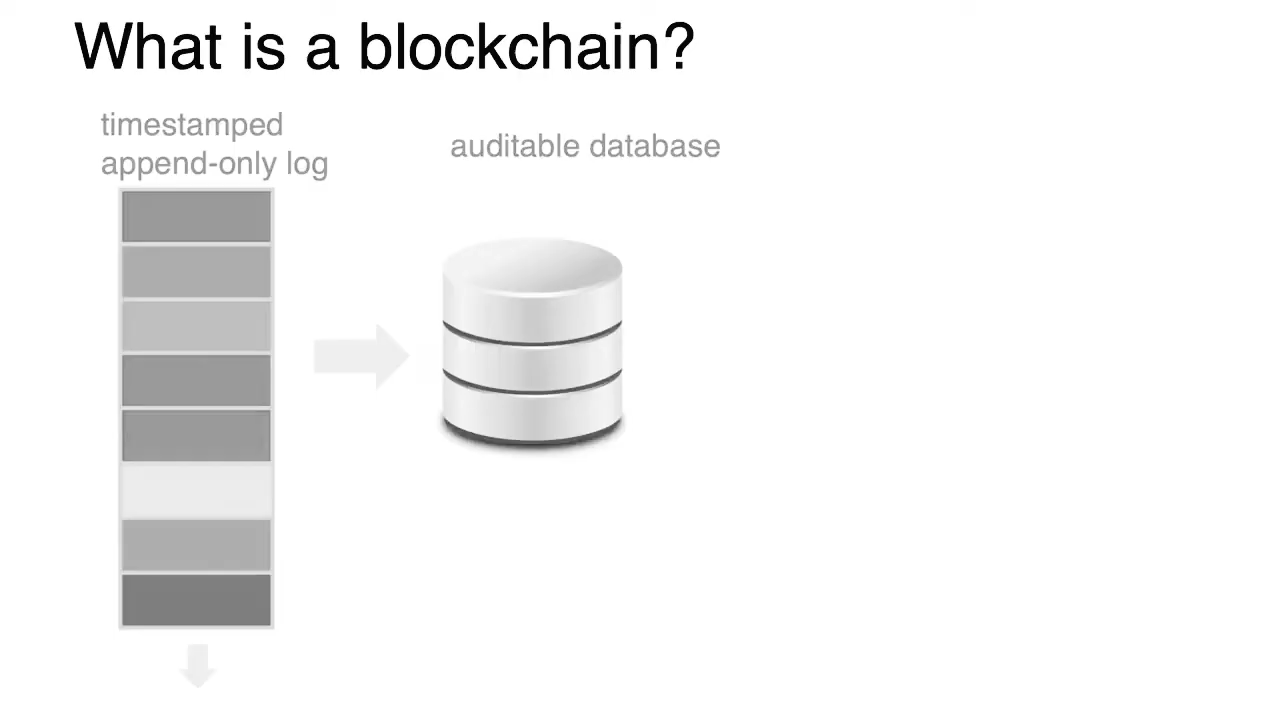 What is a blockchain?
timestamped
append-only log
auditable database